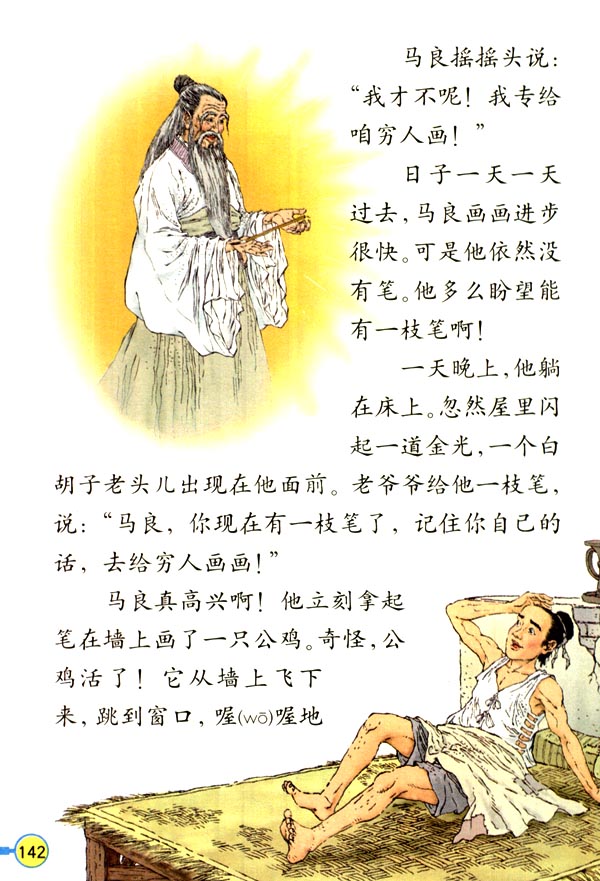 马良摇摇头说：
“我才不呢！我专给
咱穷人画！”
日子一天一天
过去，马良画画进步
很快。可是他依然没
有笔。他多么盼望能
有一枝笔啊！
一天晚上，他躺
在床上。忽然屋里闪
起一道金光，一个白
胡子老头儿出现在他面前。老爷爷给他一枝笔，
说：“马良，你现在有一枝笔了，记住你自己的
话，去给穷人画画！”
马良真高兴啊！他立刻拿起
笔在墙上画了一只公鸡。奇怪，公
鸡活了！它从墙上飞下
来，跳到窗口，喔(wō)喔地
142